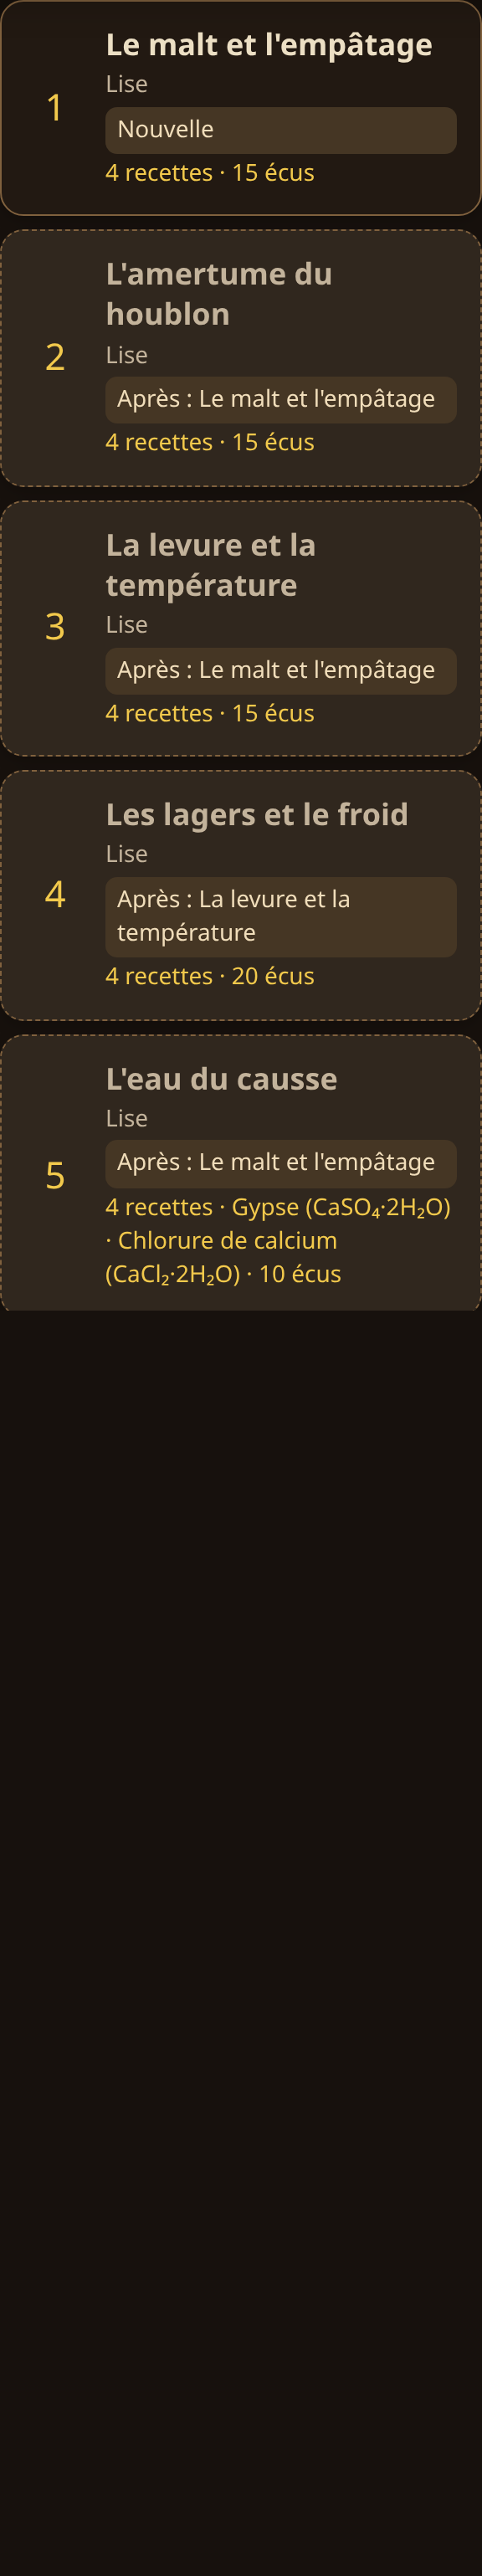 1
Le malt et l'empâtage
Lise
Nouvelle
4 recettes · 15 écus
2
L'amertume du
houblon
Lise
Après : Le malt et l'empâtage
4 recettes · 15 écus
3
La levure et la
température
Lise
Après : Le malt et l'empâtage
4 recettes · 15 écus
4
Les lagers et le froid
Lise
Après : La levure et la
température
4 recettes · 20 écus
5
L'eau du causse
Lise
Après : Le malt et l'empâtage
4 recettes · Gypse (CaSO₄·2H₂O)
· Chlorure de calcium
(CaCl₂·2H₂O) · 10 écus